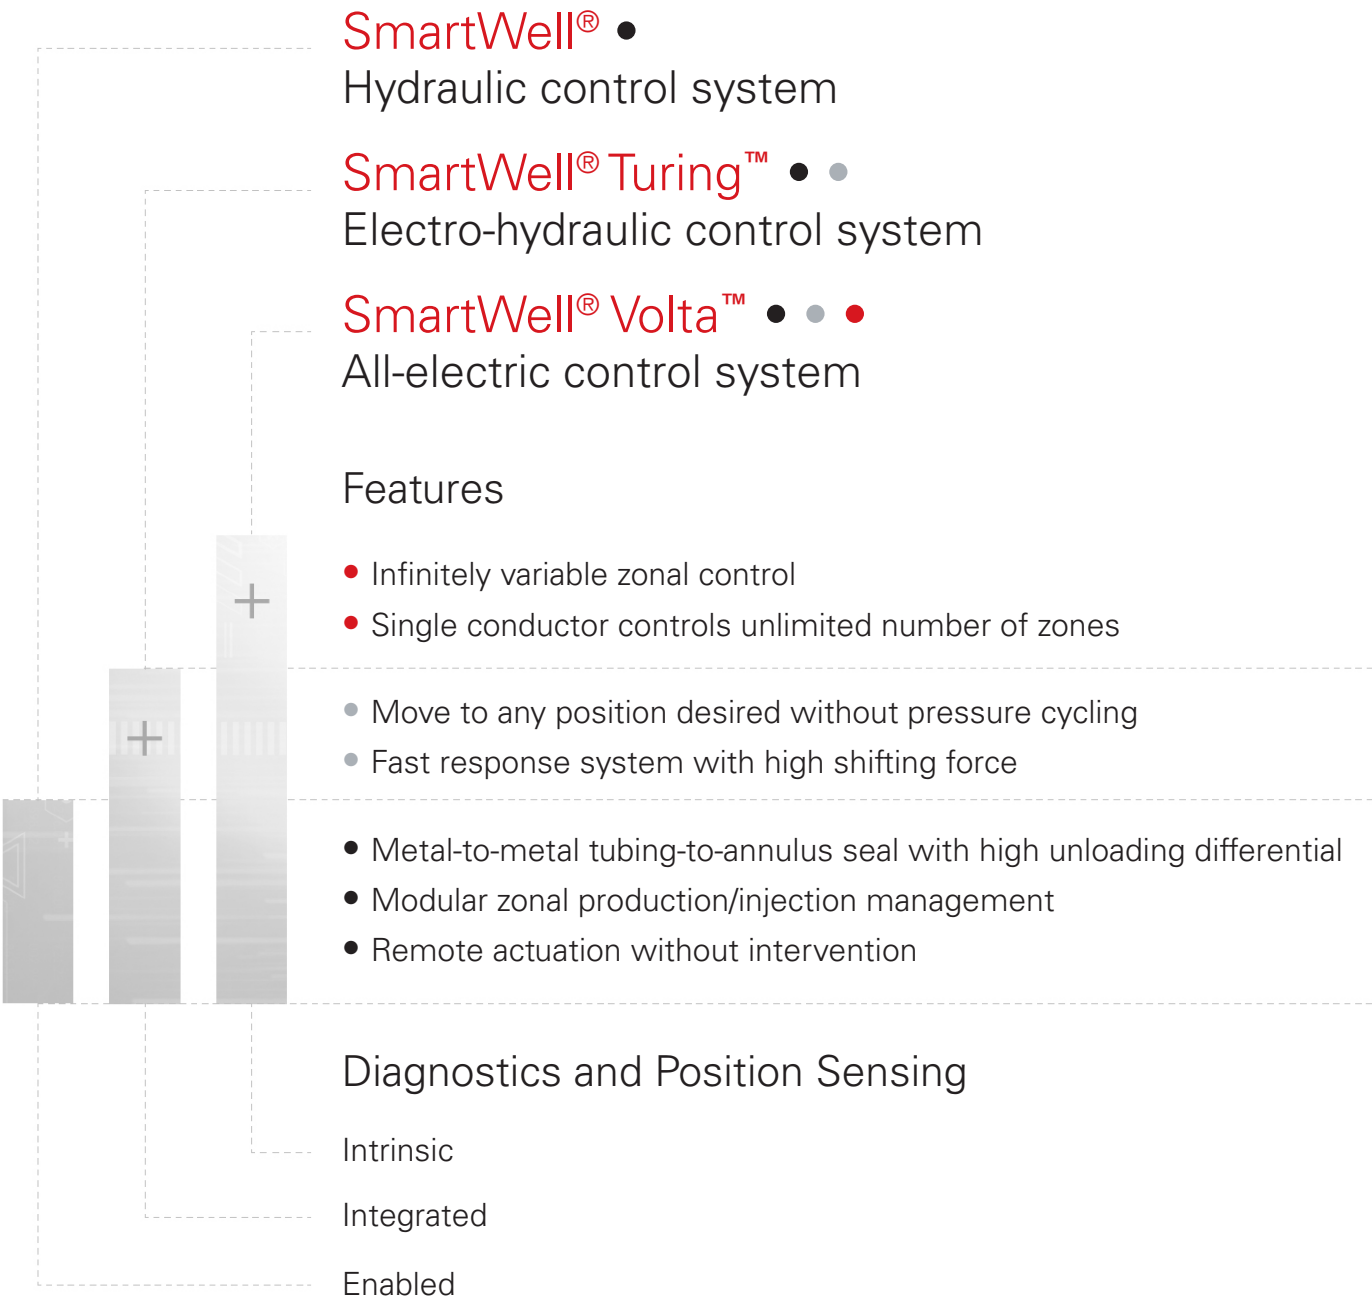 SmartWell® •
Hydraulic control system
SmartWell® Turing™ • •
Electro-hydraulic control system
SmartWell® Volta™ • • •
All-electric control system
Features
• Infinitely variable zonal control
• Single conductor controls unlimited number of zones
• Move to any position desired without pressure cycling
• Fast response system with high shifting force
• Metal-to-metal tubing-to-annulus seal with high unloading differential
• Modular zonal production/injection management
• Remote actuation without intervention
Diagnostics and Position Sensing
Intrinsic
Integrated
Enabled